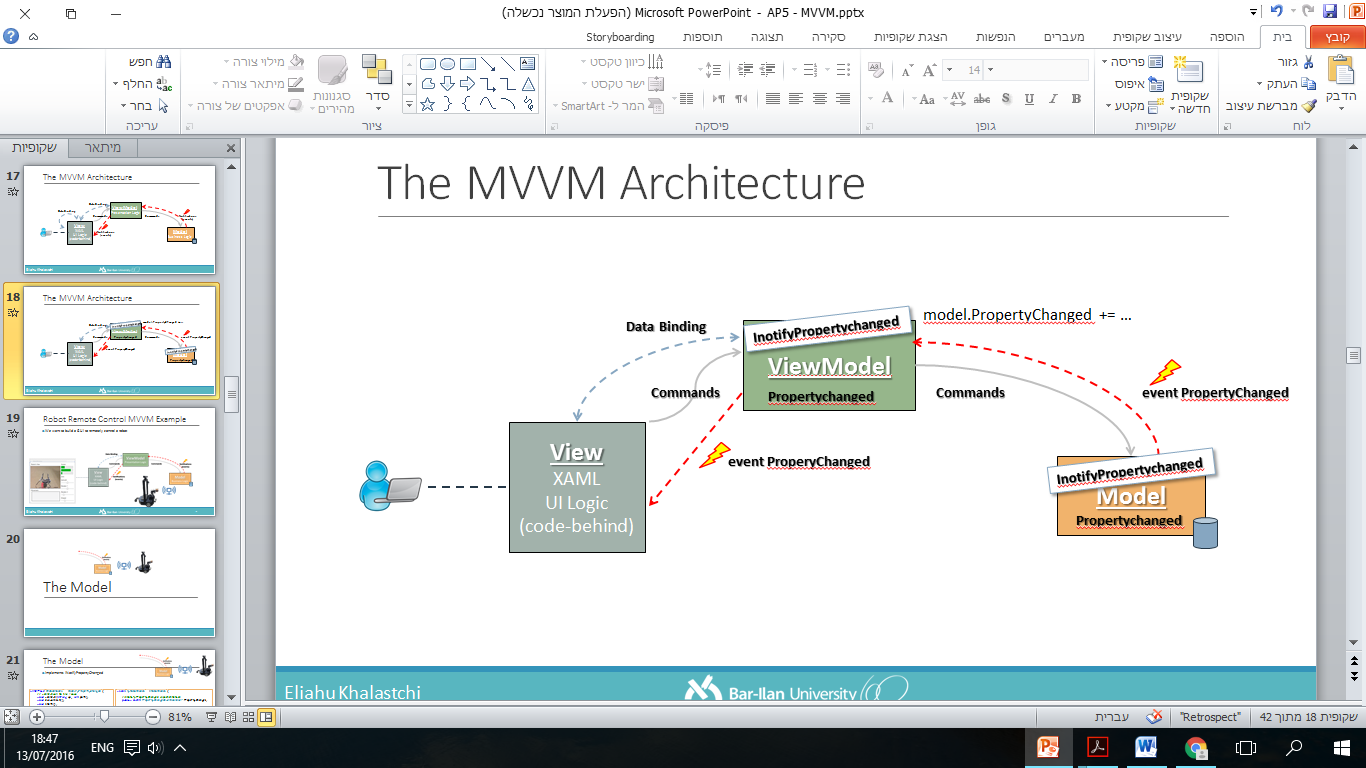 (הפעלת המוצר נכשלה) Microsoft PowerPoint - AP5 - MVVM.pptx
קובץ
בית
הוספה
עיצוב שקופית
מעברים
הנפשות
הצגת שקופיות
סקירה
תצוגה
תוספות
Storyboarding
הדבק
גזור
העתק
מברשת עיצוב
לוח
שקופית חדשה
פריסה
איפוס
מקטע
שקופיות
14
גופן
כיוון טקסט
ישר טקסט
המר ל- SmartArt
פיסקה
סדר
סגנונות מהירים
מילוי צורה
מיתאר צורה
אפקטים של צורה
ציור
חפש
החלף
בחר
עריכה
שקופיות
מיתאר
17
The MVVM Architecture
18
The MVVM Architecture
19
Robot Remote Control MVVM Example
20
The Model
21
The Model
The MVVM Architecture
model.PropertyChanged += ...
InotifyPropertychanged
Data Binding
ViewModel
Propertychanged
Commands
Commands
event PropertyChanged
View
XAML
UI Logic
(code-behind)
event ProperyChanged
InotifyPropertychanged
Model
Propertychanged
Eliahu Khalastchi
Bar-Ilan University
81%
עברית
"Retrospect"
שקופית 18 מתוך 42
18:47
13/07/2016
ENG